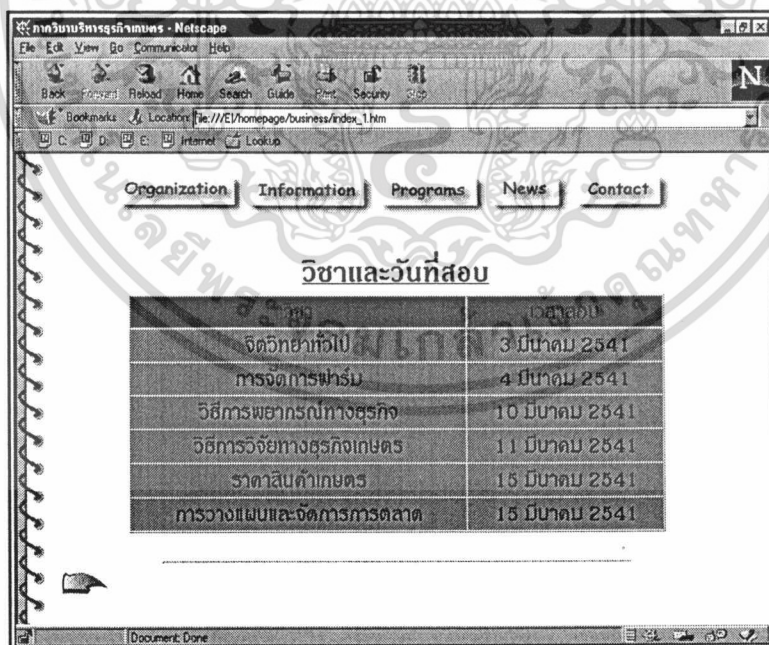 ภาควิชาบริหารธุรกิจเกษตร - Netscape
File Edit View Go Communicator Help
Back Forward Reload Home Search Guide Print Security Stop
N
Bookmarks Location: file:///E|/homepage/business/index_1.htm
C: D: E: Internet Lookup
Organization Information Programs News Contact
วิชาและวันที่สอบ
วิชา เวลาสอบ
จิตวิทยาทั่วไป 3 มีนาคม 2541
การจัดการฟาร์ม 4 มีนาคม 2541
วิธีการพยากรณ์ทางธุรกิจ 10 มีนาคม 2541
วิธีการวิจัยทางธุรกิจเกษตร 11 มีนาคม 2541
ราคาสินค้าเกษตร 15 มีนาคม 2541
การวางแผนและจัดการการตลาด 15 มีนาคม 2541
Document: Done